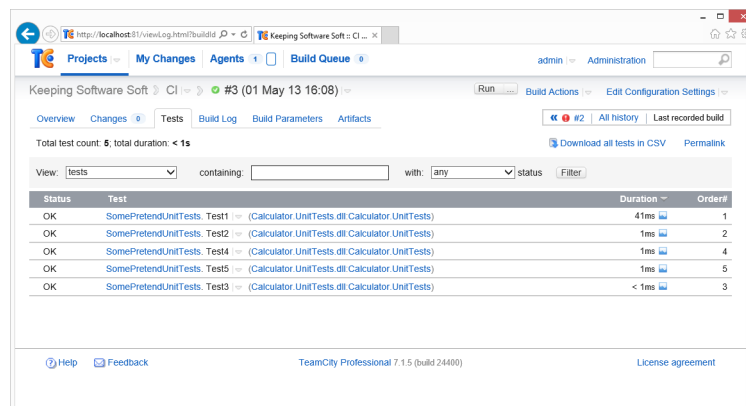 http://localhost:81/viewLog.html?buildId
Keeping Software Soft :: CI ...
Projects
My Changes
Agents 1
Build Queue 0
admin
Administration
Keeping Software Soft
CI
#3 (01 May 13 16:08)
Run ...
Build Actions
Edit Configuration Settings
Overview
Changes 0
Tests
Build Log
Build Parameters
Artifacts
#2
All history
Last recorded build
Total test count: 5; total duration: < 1s
Download all tests in CSV
Permalink
View: tests containing: with: any status Filter
Status Test Duration Order#
OK SomePretendUnitTests. Test1 (Calculator.UnitTests.dll:Calculator.UnitTests) 41ms 1
OK SomePretendUnitTests. Test2 (Calculator.UnitTests.dll:Calculator.UnitTests) 1ms 2
OK SomePretendUnitTests. Test4 (Calculator.UnitTests.dll:Calculator.UnitTests) 1ms 4
OK SomePretendUnitTests. Test5 (Calculator.UnitTests.dll:Calculator.UnitTests) 1ms 5
OK SomePretendUnitTests. Test3 (Calculator.UnitTests.dll:Calculator.UnitTests) < 1ms 3
Help
Feedback
TeamCity Professional 7.1.5 (build 24400)
License agreement